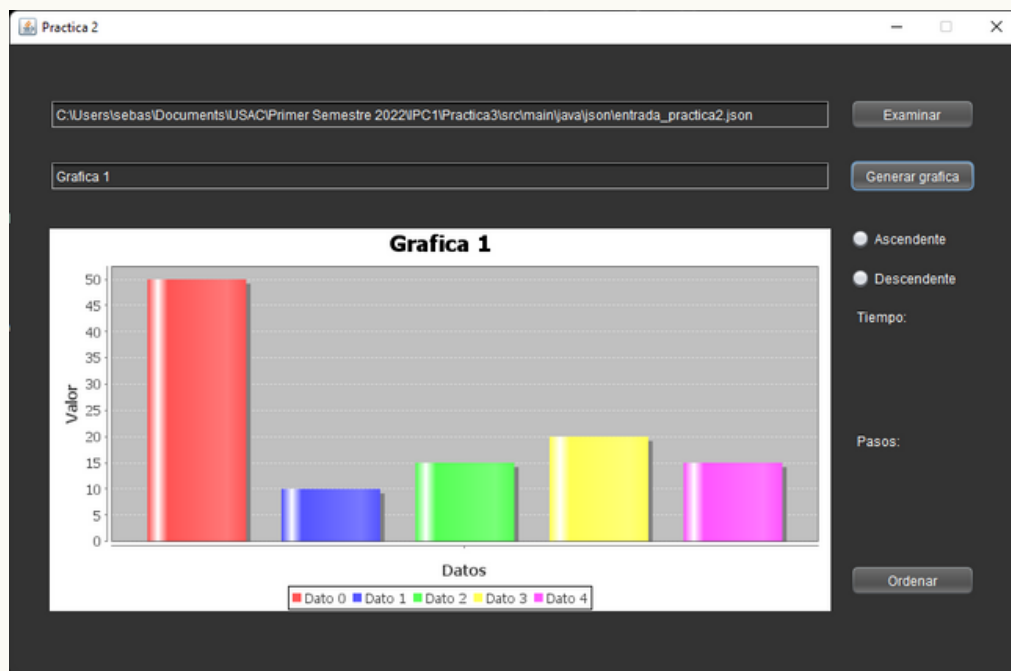 Practica 2
C:\Users\sebas\Documents\USAC\Primer Semestre 2022\IPC1\Practica3\src\main\java\json\entrada_practica2.json
Examinar
Grafica 1
Generar grafica
Grafica 1
Ascendente
Descendente
Tiempo:
Pasos:
Valor
50
45
40
35
30
25
20
15
10
5
0
Datos
Dato 0 Dato 1 Dato 2 Dato 3 Dato 4
Ordenar